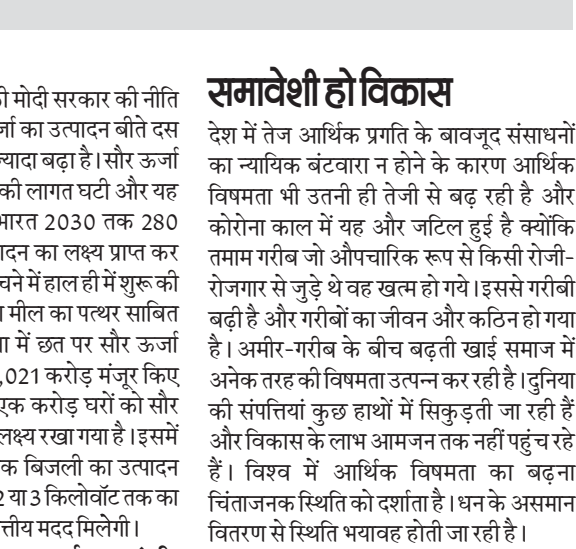 मोदी सरकार की नीति
का उत्पादन बीते दस
ज्यादा बढ़ा है। सौर ऊर्जा
की लागत घटी और यह
भारत 2030 तक 280
का लक्ष्य प्राप्त कर
में हाल ही में शुरू की
मील का पत्थर साबित
में छत पर सौर ऊर्जा
,021 करोड़ मंजूर किए
एक करोड़ घरों को सौर
लक्ष्य रखा गया है। इसमें
बिजली का उत्पादन
2 या 3 किलोवॉट तक का
मदद मिलेगी।
समावेशी हो विकास
देश में तेज आर्थिक प्रगति के बावजूद संसाधनों
का न्यायिक बंटवारा न होने के कारण आर्थिक
विषमता भी उतनी ही तेजी से बढ़ रही है और
कोरोना काल में यह और जटिल हुई है क्योंकि
तमाम गरीब जो औपचारिक रूप से किसी रोजी-
रोजगार से जुड़े थे वह खत्म हो गये। इससे गरीबी
बढ़ी है और गरीबों का जीवन और कठिन हो गया
है। अमीर-गरीब के बीच बढ़ती खाई समाज में
अनेक तरह की विषमता उत्पन्न कर रही है। दुनिया
की संपत्तियां कुछ हाथों में सिकुड़ती जा रही हैं
और विकास के लाभ आमजन तक नहीं पहुंच रहे
हैं। विश्व में आर्थिक विषमता का बढ़ना
चिंताजनक स्थिति को दर्शाता है। धन के असमान
वितरण से स्थिति भयावह होती जा रही है।